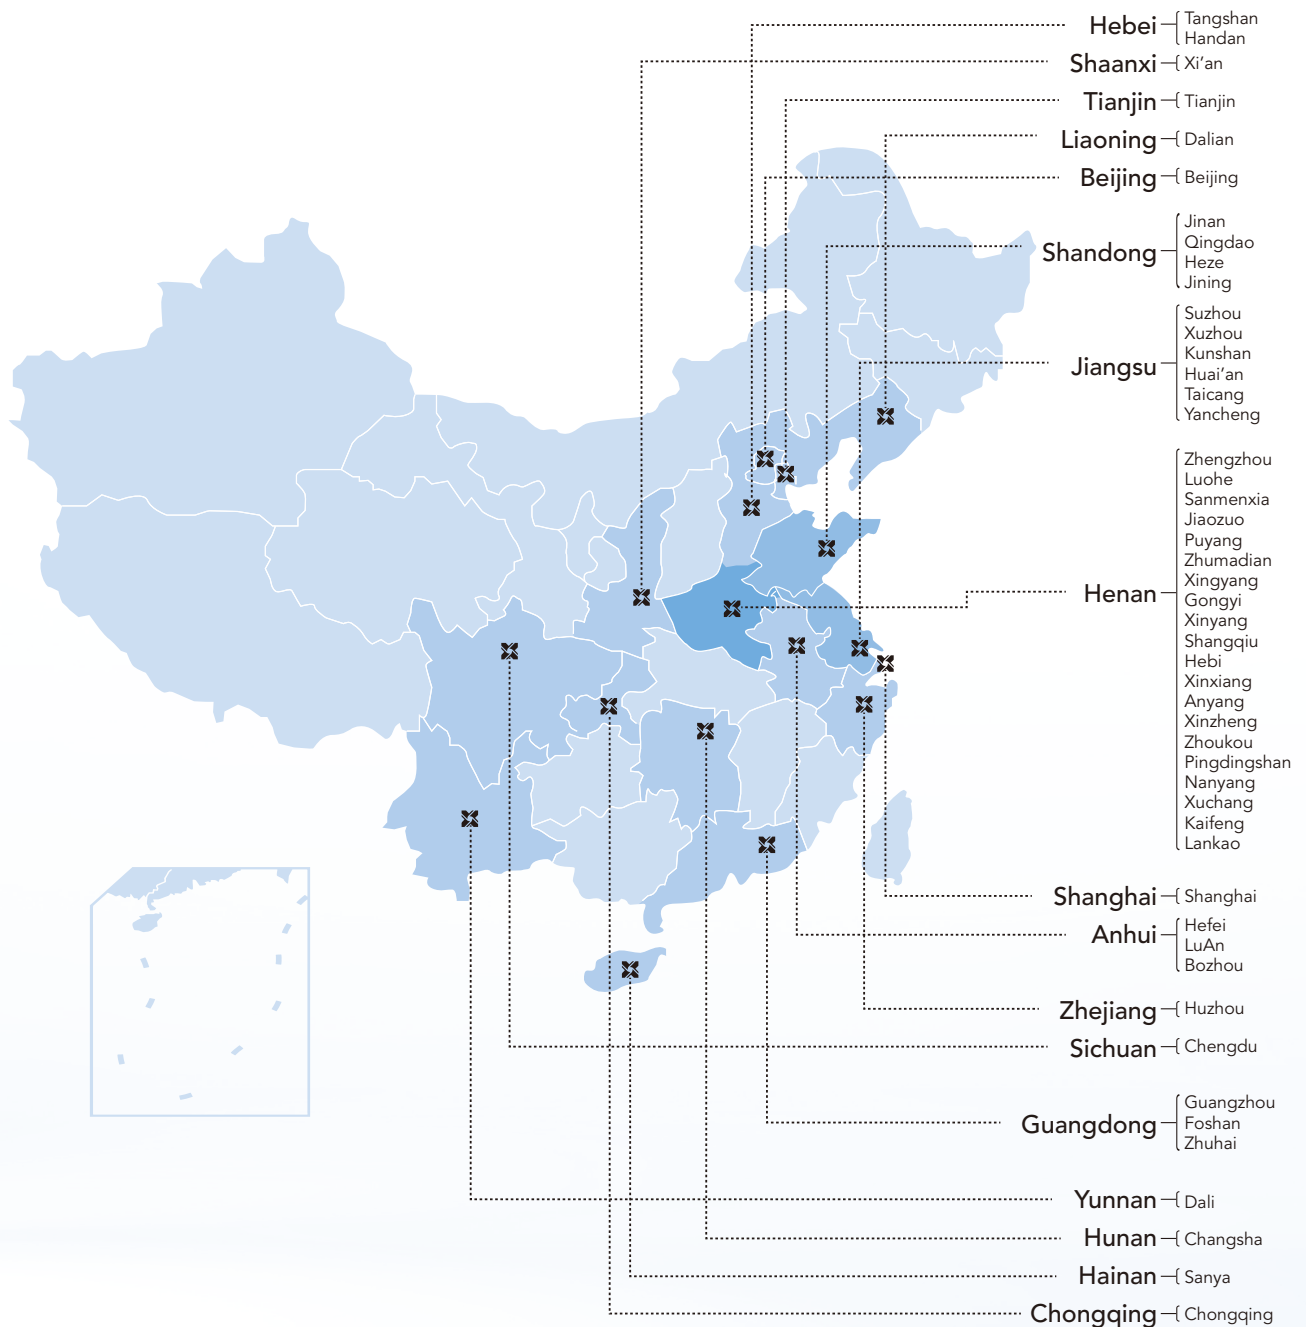 Hebei
Tangshan
Handan
Shaanxi
Xi’an
Tianjin
Tianjin
Liaoning
Dalian
Beijing
Beijing
Shandong
Jinan
Qingdao
Heze
Jining
Jiangsu
Suzhou
Xuzhou
Kunshan
Huai’an
Taicang
Yancheng
Henan
Zhengzhou
Luohe
Sanmenxia
Jiaozuo
Puyang
Zhumadian
Xingyang
Gongyi
Xinyang
Shangqiu
Hebi
Xinxiang
Anyang
Xinzheng
Zhoukou
Pingdingshan
Nanyang
Xuchang
Kaifeng
Lankao
Shanghai
Shanghai
Anhui
Hefei
LuAn
Bozhou
Zhejiang
Huzhou
Sichuan
Chengdu
Guangdong
Guangzhou
Foshan
Zhuhai
Yunnan
Dali
Hunan
Changsha
Hainan
Sanya
Chongqing
Chongqing